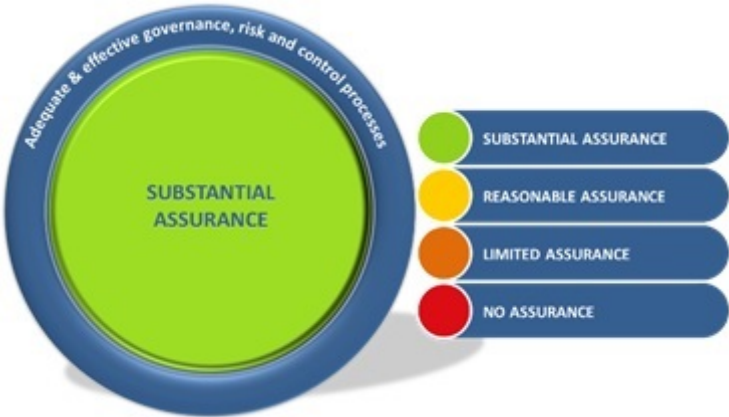 Adequate & effective governance, risk and control processes
SUBSTANTIAL
ASSURANCE
SUBSTANTIAL ASSURANCE
REASONABLE ASSURANCE
LIMITED ASSURANCE
NO ASSURANCE